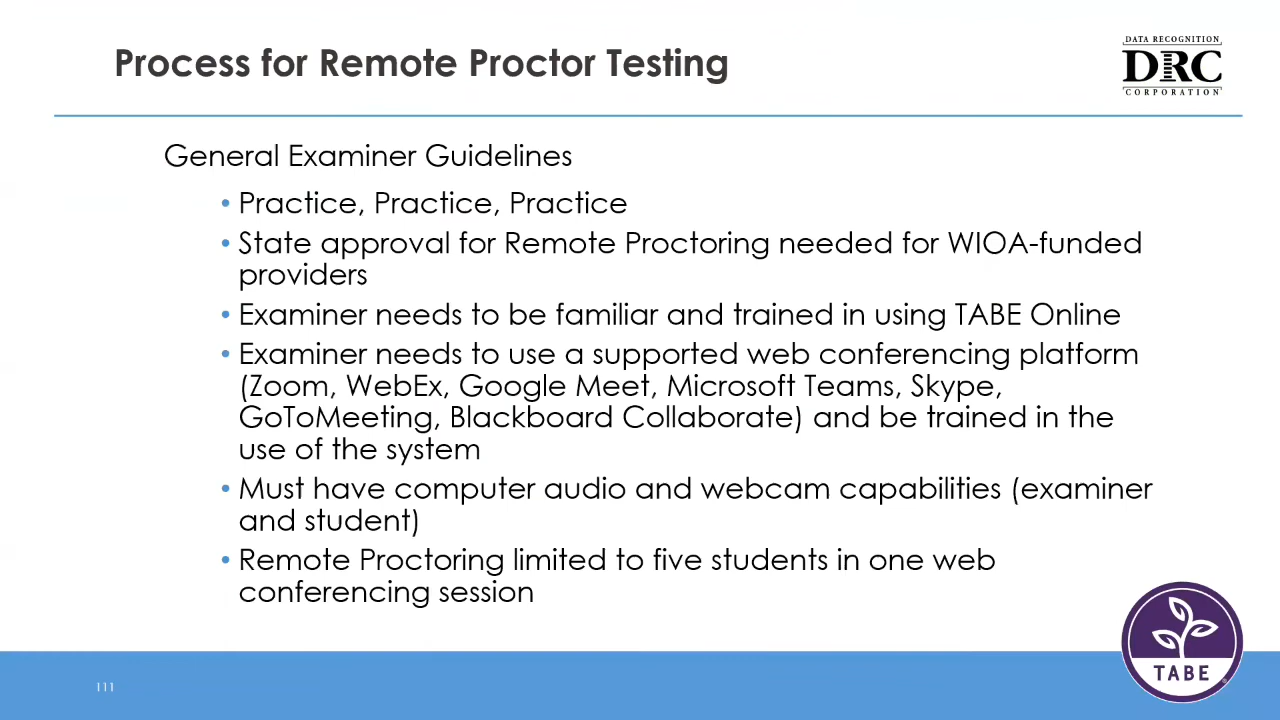 Process for Remote Proctor Testing
DATA RECOGNITION
DRC
CORPORATION
General Examiner Guidelines
• Practice, Practice, Practice
• State approval for Remote Proctoring needed for WIOA-funded
providers
• Examiner needs to be familiar and trained in using TABE Online
• Examiner needs to use a supported web conferencing platform
(Zoom, WebEx, Google Meet, Microsoft Teams, Skype,
GoToMeeting, Blackboard Collaborate) and be trained in the
use of the system
• Must have computer audio and webcam capabilities (examiner
and student)
• Remote Proctoring limited to five students in one web
conferencing session
TABE®
111